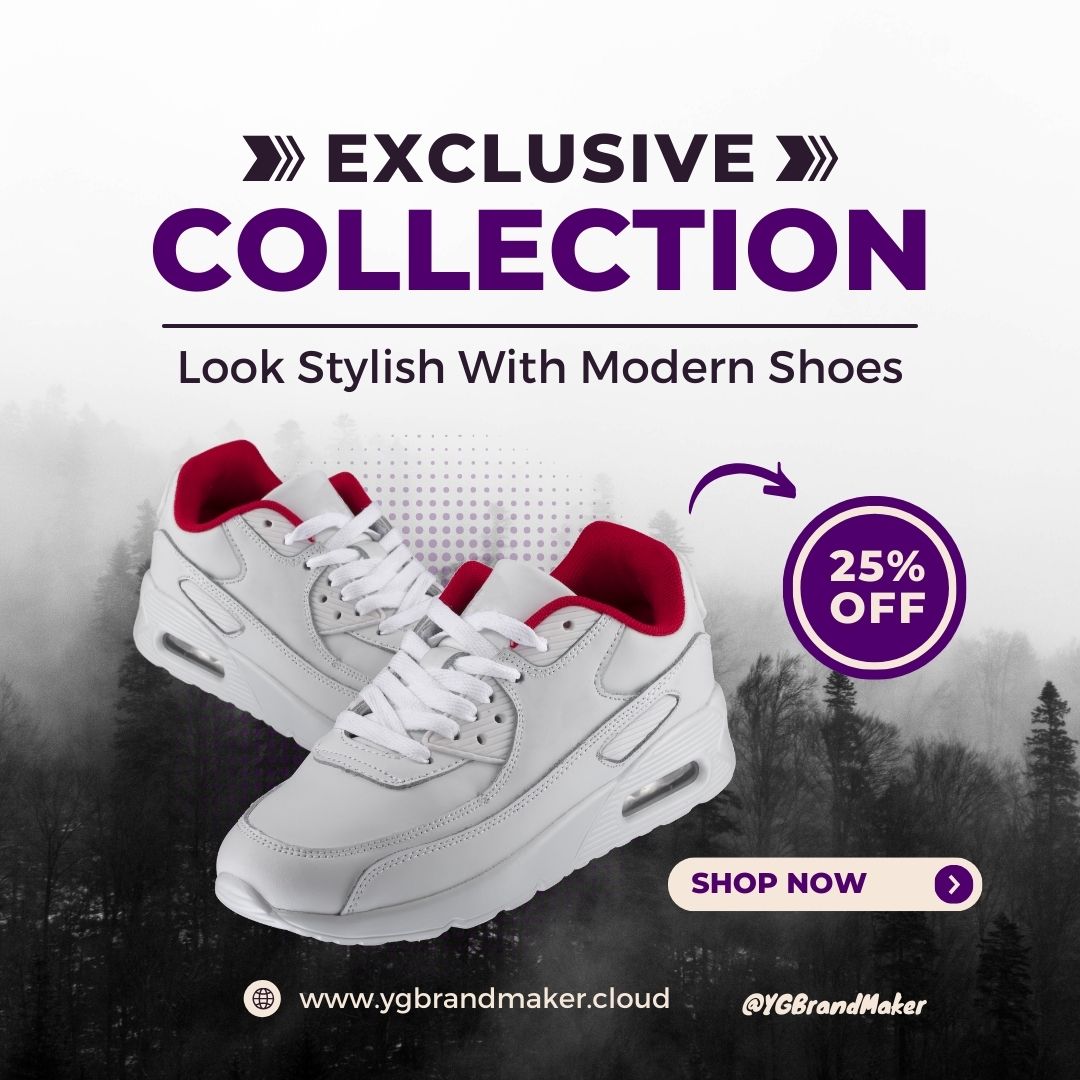 EXCLUSIVE
COLLECTION
Look Stylish With Modern Shoes
25%
OFF
SHOP NOW
www.ygbrandmaker.cloud
@YGBrandMaker